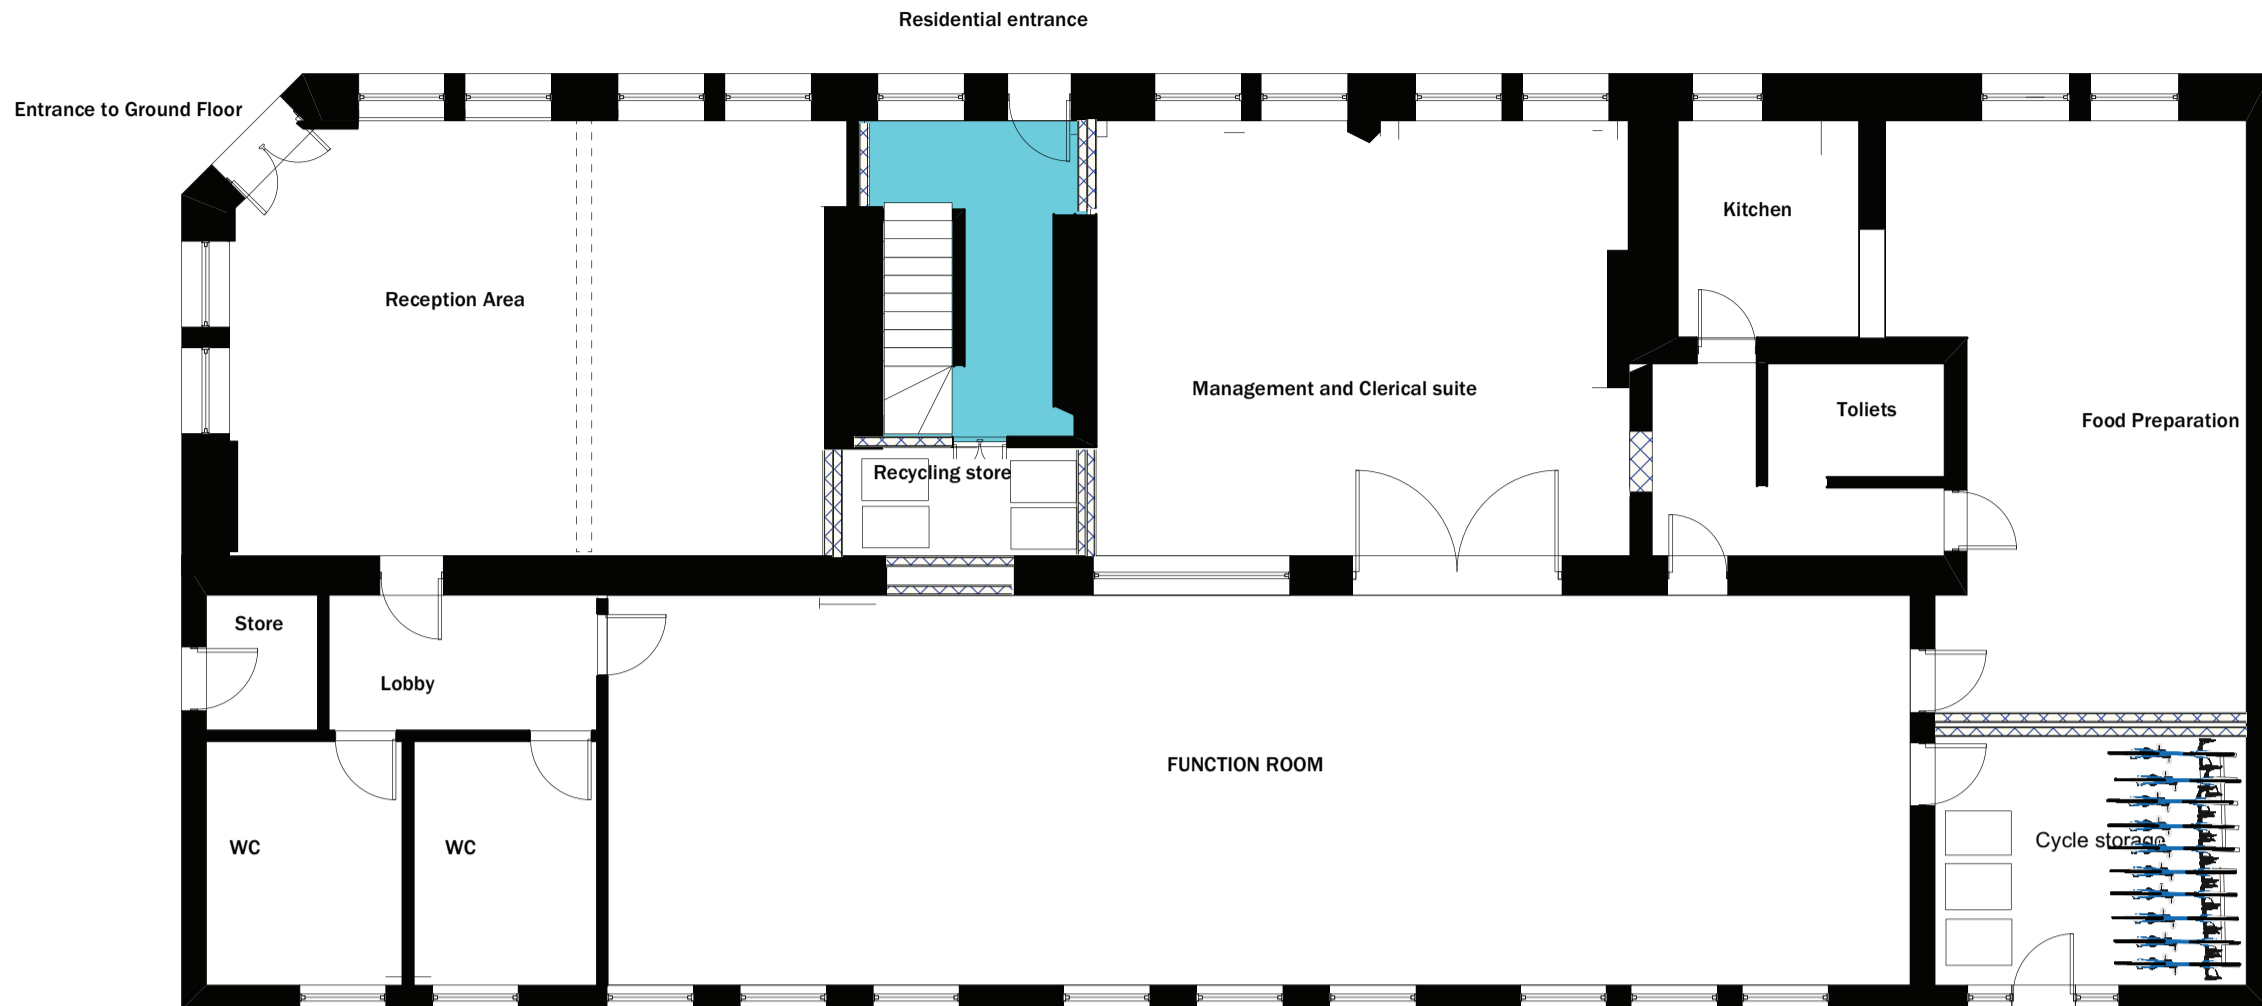 Residential entrance
Entrance to Ground Floor
Kitchen
Reception Area
Management and Clerical suite
Toliets
Food Preparation
Recycling store
Store
Lobby
FUNCTION ROOM
WC
WC
Cycle storage